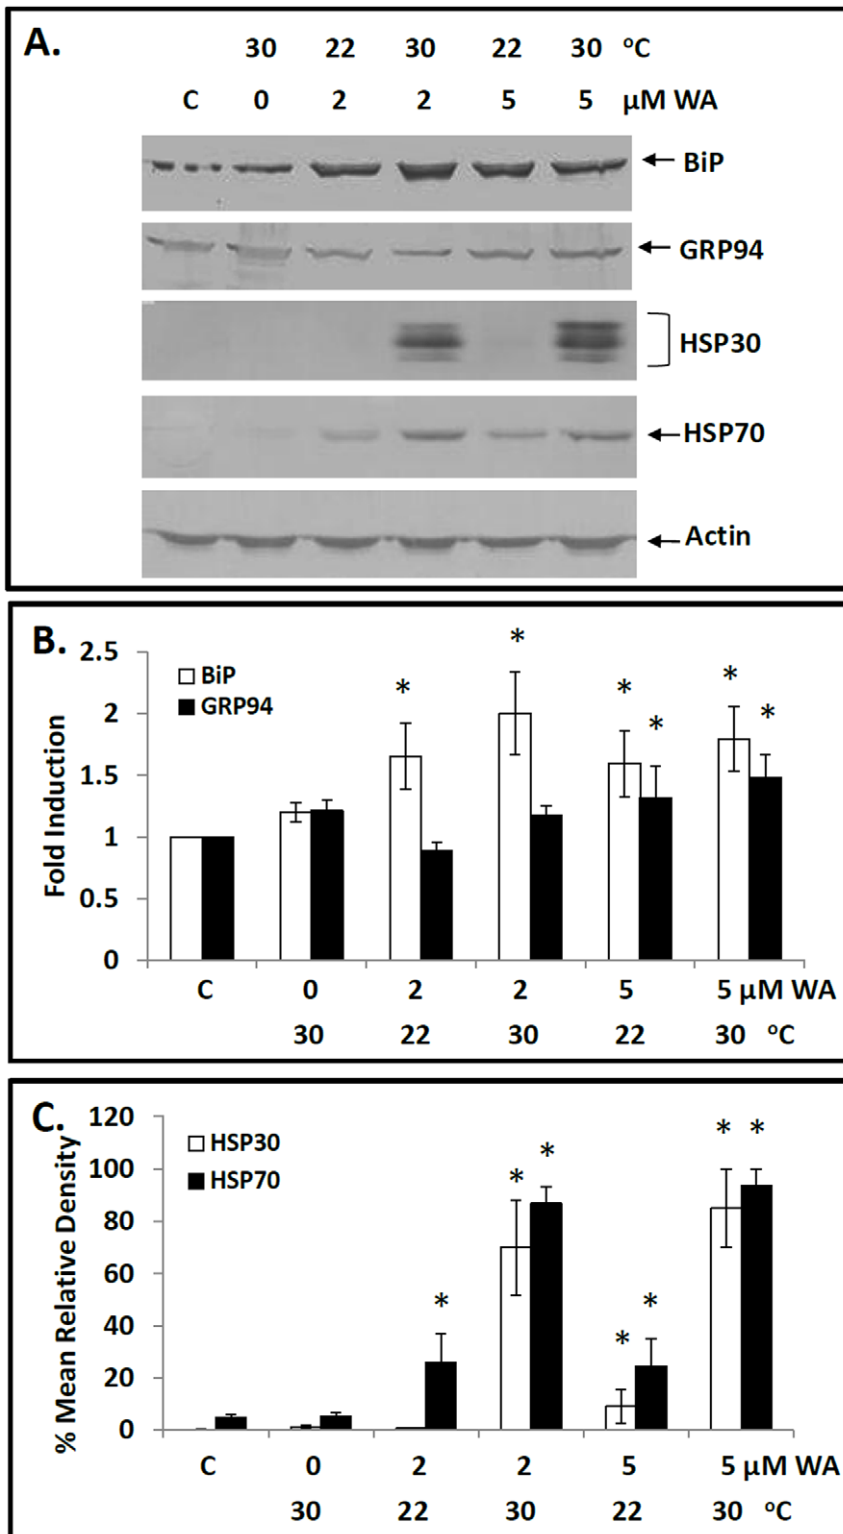 A.
30 22 30 22 30 ºC
C 0 2 2 5 5 µM WA
BiP
GRP94
HSP30
HSP70
Actin
B.
2.5
2
1.5
1
0.5
0
Fold Induction
BiP
GRP94
* * * * * *
C 0 2 2 5 5 µM WA
30 22 30 22 30 ºC
C.
120
100
80
60
40
20
0
% Mean Relative Density
HSP30
HSP70
* * * * * * *
C 0 2 2 5 5 µM WA
30 22 30 22 30 ºC